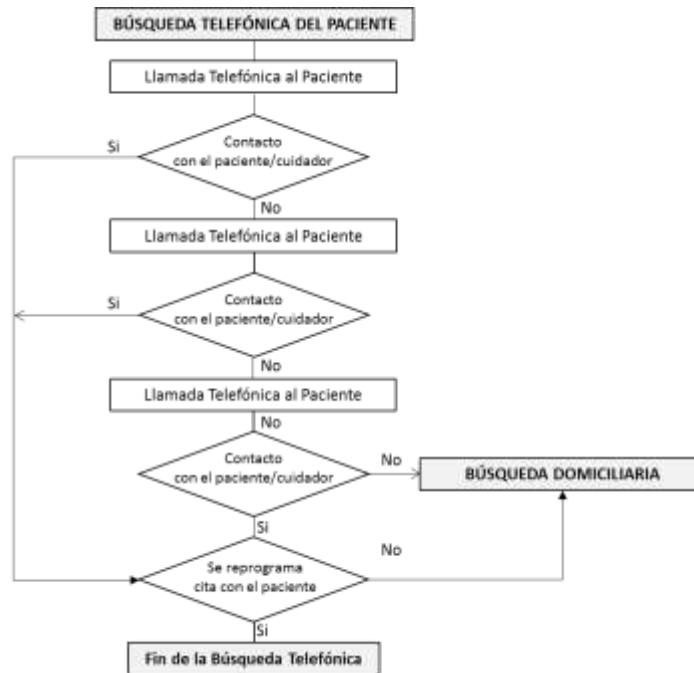 BÚSQUEDA TELEFÓNICA DEL PACIENTE
Llamada Telefónica al Paciente
Si
Contacto
con el paciente/cuidador
No
Llamada Telefónica al Paciente
Si
Contacto
con el paciente/cuidador
No
Llamada Telefónica al Paciente
No
Contacto
con el paciente/cuidador
No
BÚSQUEDA DOMICILIARIA
Si
No
Se reprograma
cita con el paciente
Si
Fin de la Búsqueda Telefónica